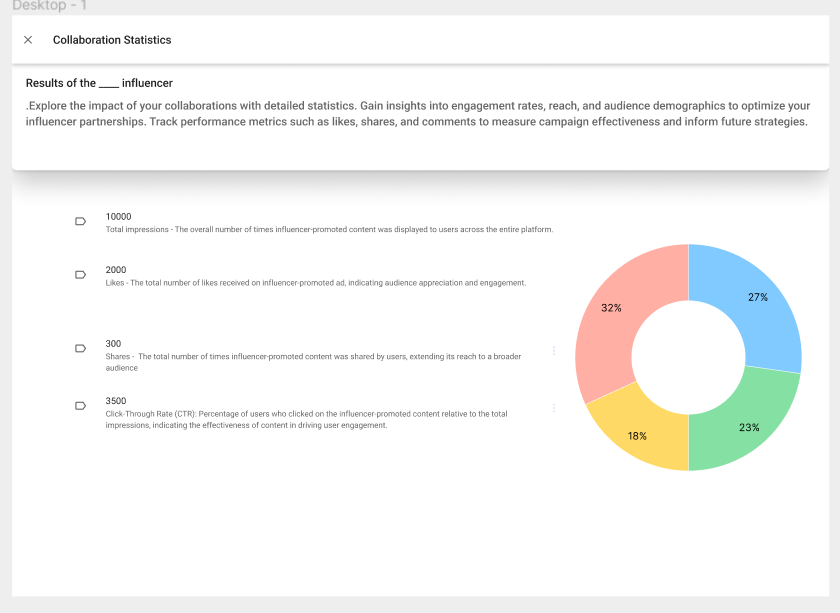 Desktop - 1
Collaboration Statistics
Results of the ____ influencer
.Explore the impact of your collaborations with detailed statistics. Gain insights into engagement rates, reach, and audience demographics to optimize your
influencer partnerships. Track performance metrics such as likes, shares, and comments to measure campaign effectiveness and inform future strategies.
10000
Total impressions - The overall number of times influencer-promoted content was displayed to users across the entire platform.
2000
Likes - The total number of likes received on influencer-promoted ad, indicating audience appreciation and engagement.
300
Shares -  The total number of times influencer-promoted content was shared by users, extending its reach to a broader
audience
3500
Click-Through Rate (CTR): Percentage of users who clicked on the influencer-promoted content relative to the total
impressions, indicating the effectiveness of content in driving user engagement.
27%
32%
23%
18%